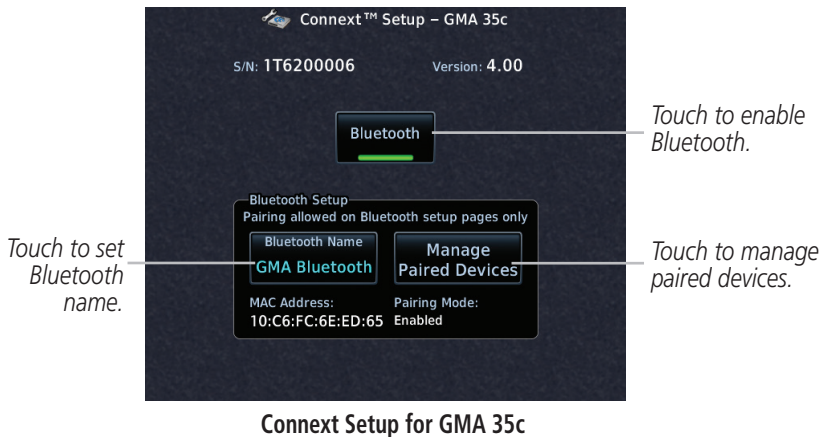 Connext™ Setup – GMA 35c
S/N: 1T6200006
Version: 4.00
Bluetooth
Touch to enable
Bluetooth.
Bluetooth Setup
Pairing allowed on Bluetooth setup pages only
Touch to set
Bluetooth
name.
Bluetooth Name
GMA Bluetooth
Manage
Paired Devices
Touch to manage
paired devices.
MAC Address:
10:C6:FC:6E:ED:65
Pairing Mode:
Enabled
Connext Setup for GMA 35c